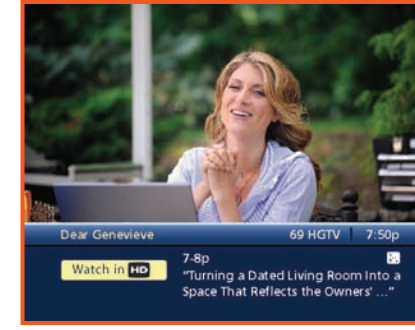 Dear Genevieve 69 HGTV 7:50p
Watch in HD
7-8p
"Turning a Dated Living Room Into a
Space That Reflects the Owners' ..."